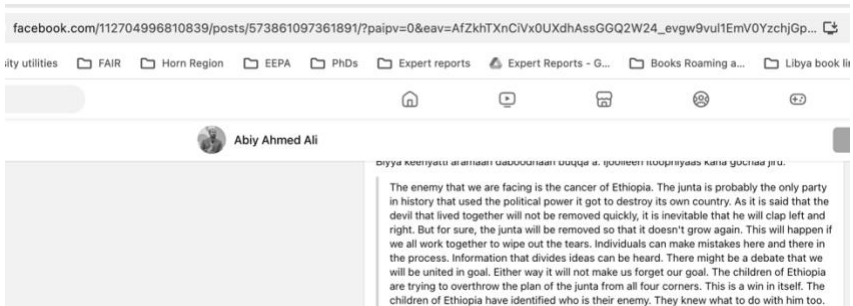 facebook.com/112704996810839/posts/573861097361891/?paipv=0&eav=AfZkhTXnCiVx0UXdhAssGGQ2W24_evgw9vul1EmV0YzchjGp...
ity utilities FAIR Horn Region EEPA PhDs Expert reports Expert Reports - G... Books Roaming a... Libya book li
Abiy Ahmed Ali
The enemy that we are facing is the cancer of Ethiopia. The junta is probably the only party
in history that used the political power it got to destroy its own country. As it is said that the
devil that lived together will not be removed quickly, it is inevitable that he will clap left and
right. But for sure, the junta will be removed so that it doesn't grow again. This will happen if
we all work together to wipe out the tears. Individuals can make mistakes here and there in
the process. Information that divides ideas can be heard. There might be a debate that we
will be united in goal. Either way it will not make us forget our goal. The children of Ethiopia
are trying to overthrow the plan of the junta from all four corners. This is a win in itself. The
children of Ethiopia have identified who is their enemy. They knew what to do with him too.